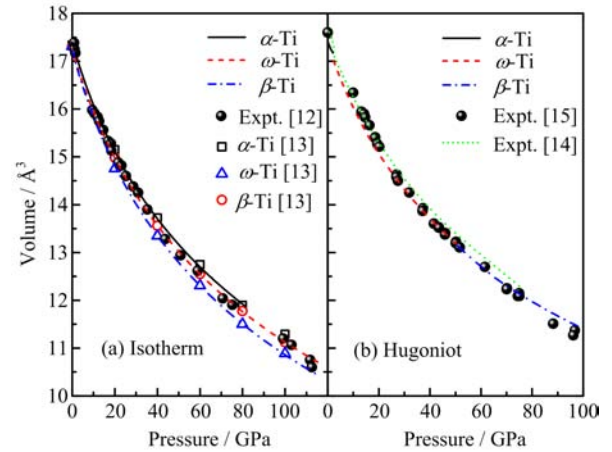 18
17
16
15
14
13
12
11
10
Volume / Å³
α-Ti
ω-Ti
β-Ti
Expt. [12]
α-Ti [13]
ω-Ti [13]
β-Ti [13]
(a) Isotherm
0 20 40 60 80 100
Pressure / GPa
α-Ti
ω-Ti
β-Ti
Expt. [15]
Expt. [14]
(b) Hugoniot
0 20 40 60 80 100
Pressure / GPa